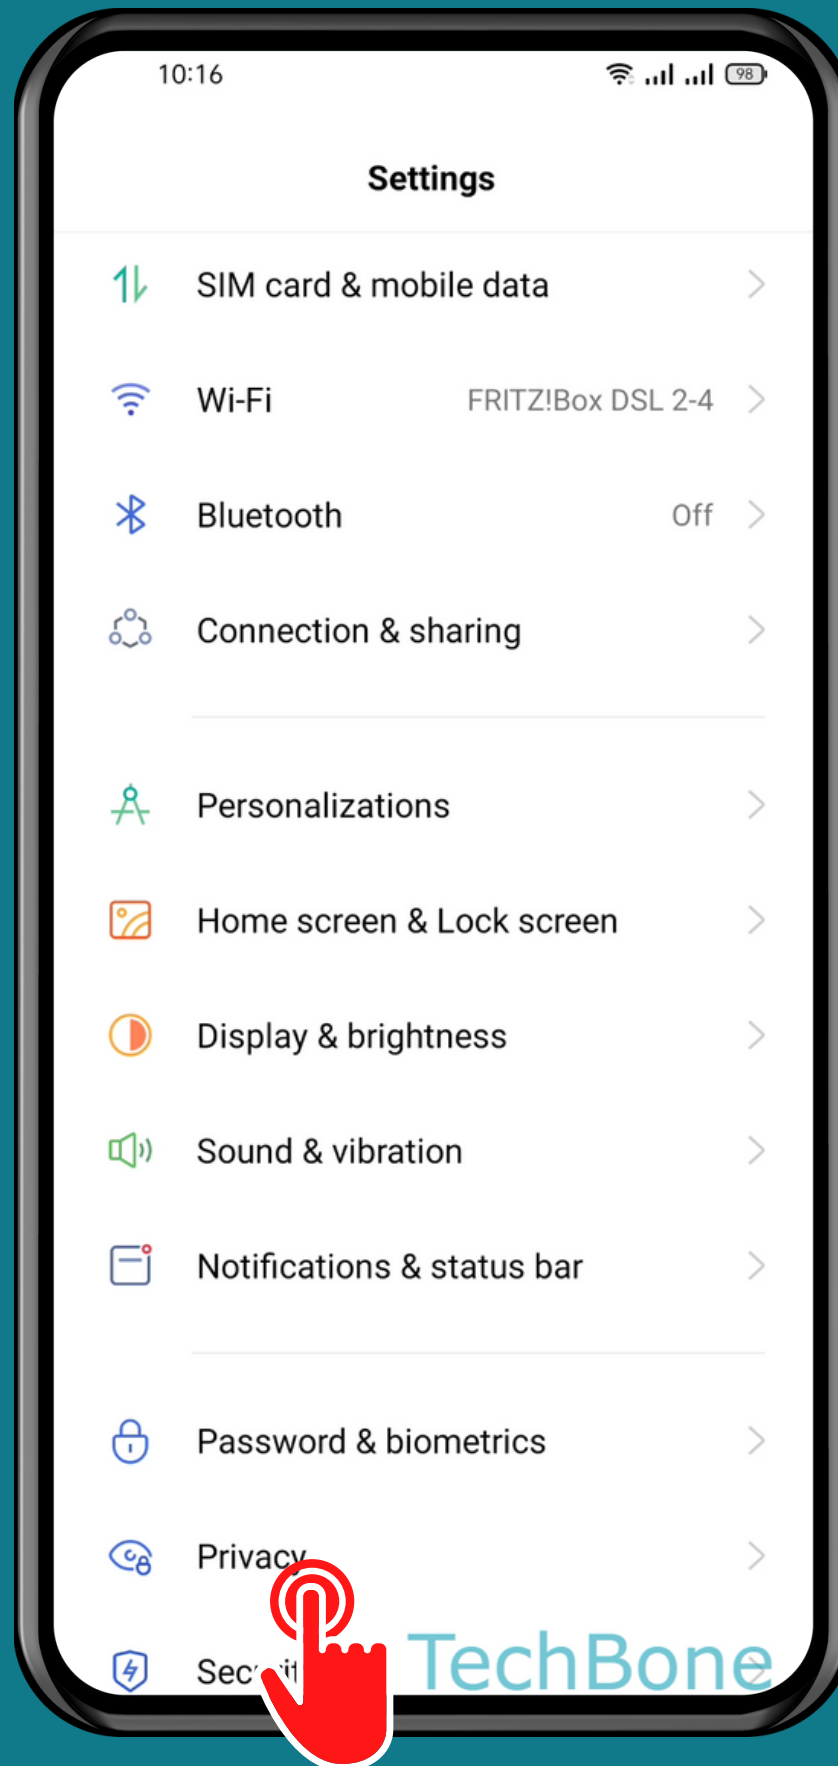 10:16
98
Settings
SIM card & mobile data
Wi-Fi FRITZ!Box DSL 2-4
Bluetooth Off
Connection & sharing
Personalizations
Home screen & Lock screen
Display & brightness
Sound & vibration
Notifications & status bar
Password & biometrics
Privacy
TechBone